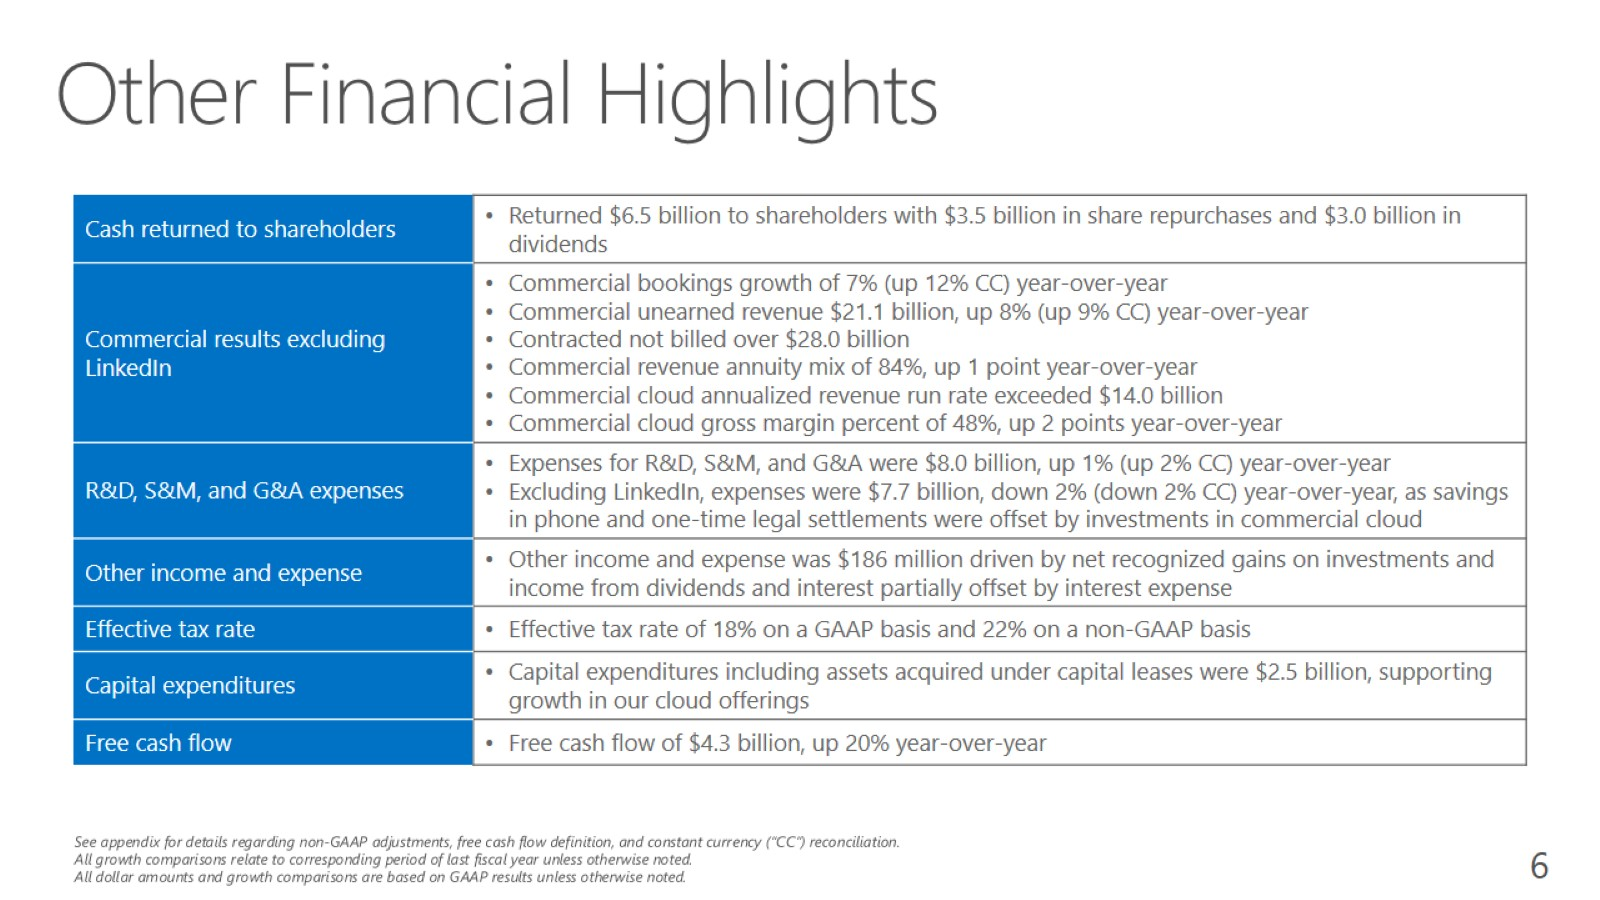 Other Financial Highlights
Cash returned to shareholders
• Returned $6.5 billion to shareholders with $3.5 billion in share repurchases and $3.0 billion in
dividends
Commercial results excluding
LinkedIn
• Commercial bookings growth of 7% (up 12% CC) year-over-year
• Commercial unearned revenue $21.1 billion, up 8% (up 9% CC) year-over-year
• Contracted not billed over $28.0 billion
• Commercial revenue annuity mix of 84%, up 1 point year-over-year
• Commercial cloud annualized revenue run rate exceeded $14.0 billion
• Commercial cloud gross margin percent of 48%, up 2 points year-over-year
R&D, S&M, and G&A expenses
• Expenses for R&D, S&M, and G&A were $8.0 billion, up 1% (up 2% CC) year-over-year
• Excluding LinkedIn, expenses were $7.7 billion, down 2% (down 2% CC) year-over-year, as savings
in phone and one-time legal settlements were offset by investments in commercial cloud
Other income and expense
• Other income and expense was $186 million driven by net recognized gains on investments and
income from dividends and interest partially offset by interest expense
Effective tax rate
• Effective tax rate of 18% on a GAAP basis and 22% on a non-GAAP basis
Capital expenditures
• Capital expenditures including assets acquired under capital leases were $2.5 billion, supporting
growth in our cloud offerings
Free cash flow
• Free cash flow of $4.3 billion, up 20% year-over-year
See appendix for details regarding non-GAAP adjustments, free cash flow definition, and constant currency (“CC”) reconciliation.
All growth comparisons relate to corresponding period of last fiscal year unless otherwise noted.
All dollar amounts and growth comparisons are based on GAAP results unless otherwise noted.
6